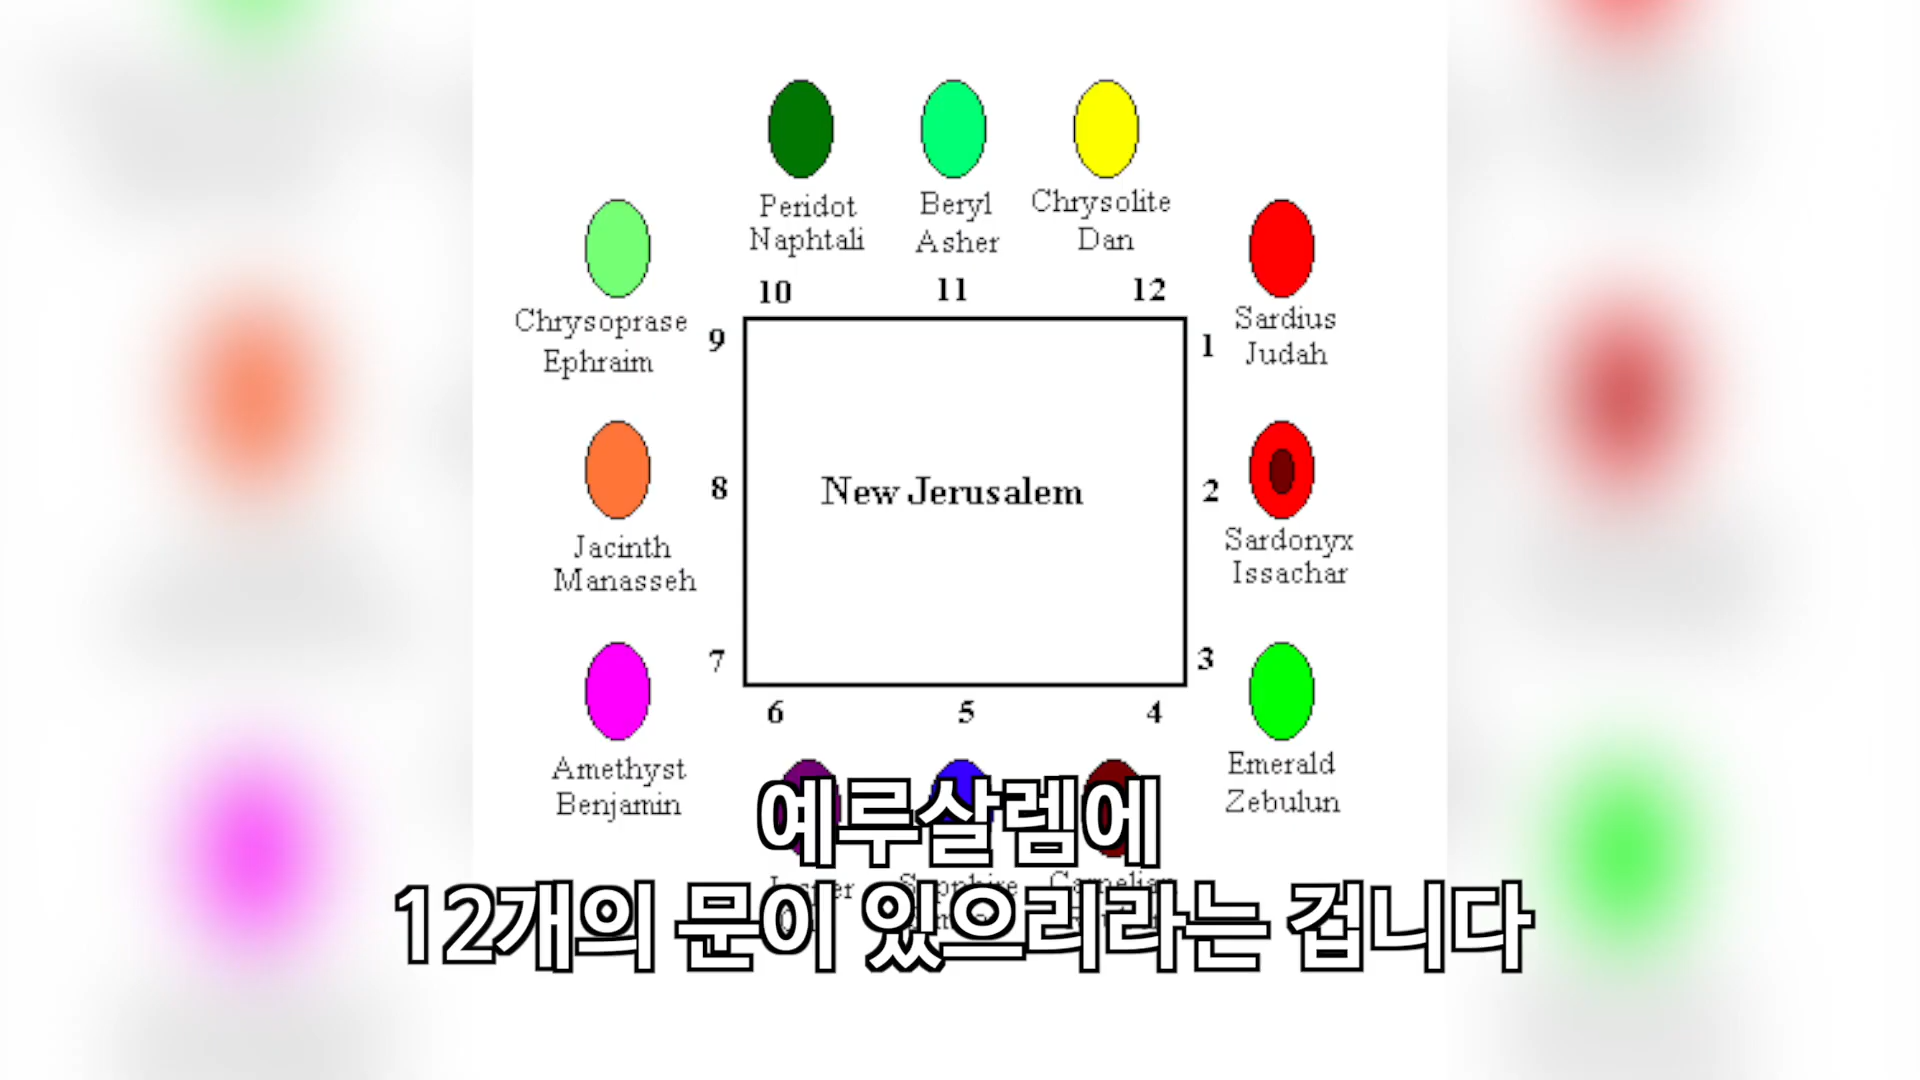 Peridot
Naphtali
Beryl
Asher
Chrysolite
Dan
Chrysoprase
Ephraim
Sardius
Judah
10
11
12
9
1
Jacinth
Manasseh
8
New Jerusalem
2
Sardonyx
Issachar
Amethyst
Benjamin
7
3
Emerald
Zebulun
6
5
4
예루살렘에
12개의 문이 있으리라는 겁니다